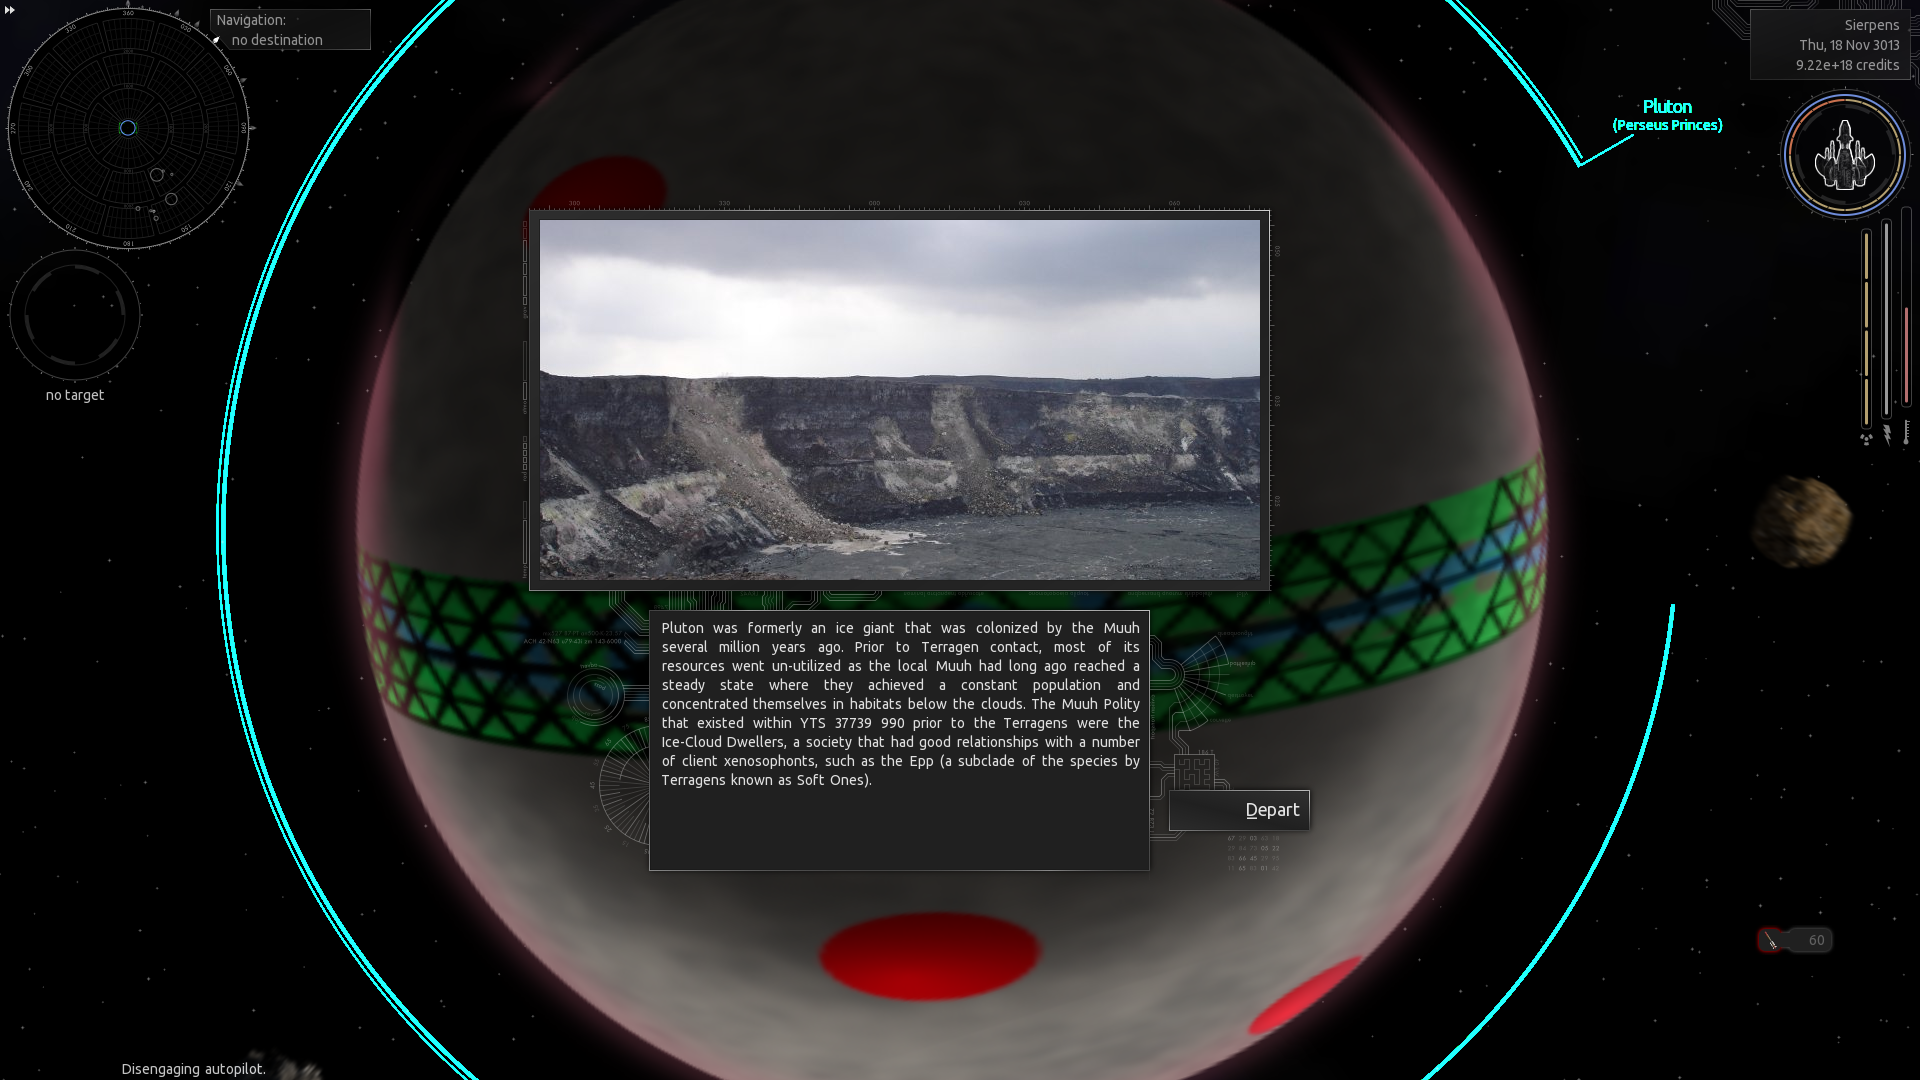 Navigation:
no destination
Sierpens
Thu, 18 Nov 3013
9.22e+18 credits
Pluton
(Perseus Princes)
no target
Pluton was formerly an ice giant that was colonized by the Muuh
several million years ago. Prior to Terragen contact, most of its
resources went un-utilized as the local Muuh had long ago reached a
steady state where they achieved a constant population and
concentrated themselves in habitats below the clouds. The Muuh Polity
that existed within YTS 37739 990 prior to the Terragens were the
Ice-Cloud Dwellers, a society that had good relationships with a number
of client xenosophonts, such as the Epp (a subclade of the species by
Terragens known as Soft Ones).
Depart
60
Disengaging autopilot.